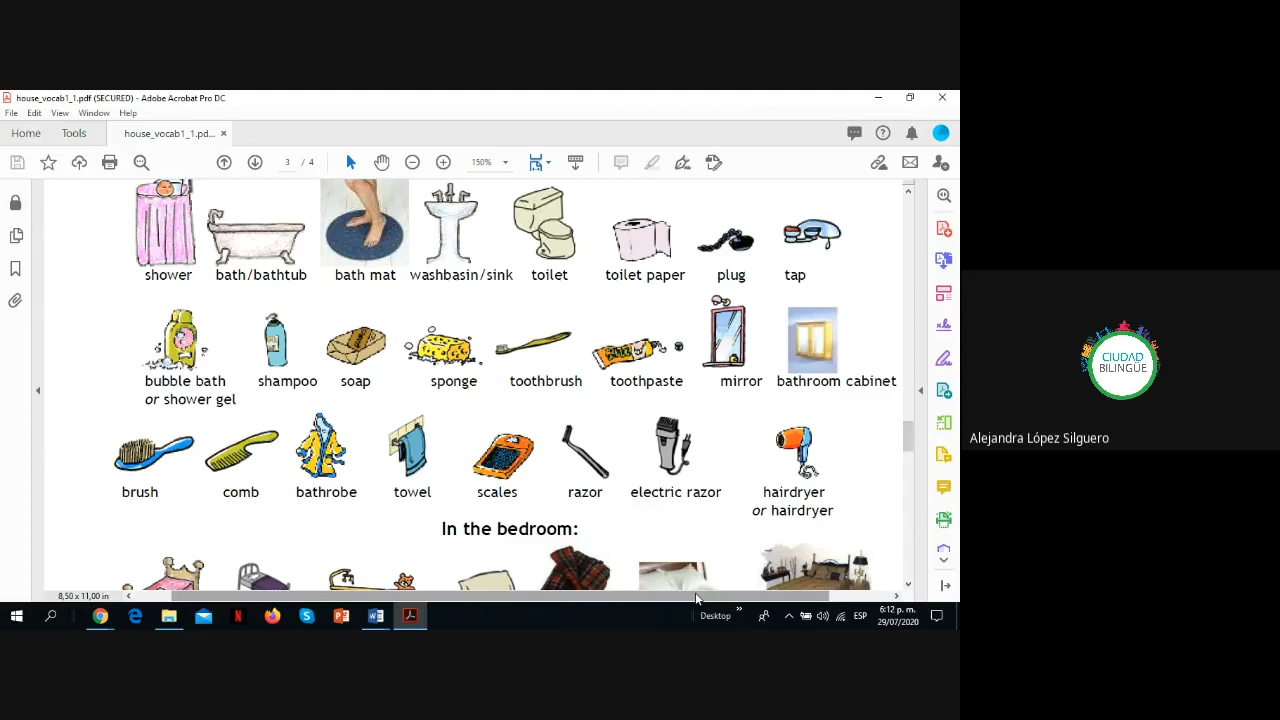 house_vocab1_1.pdf (SECURED) - Adobe Acrobat Pro DC
File Edit View Window Help
Home Tools house_vocab1_1.pd... ×
3 / 4 150%
shower bath/bathtub bath mat washbasin/sink toilet toilet paper plug tap
bubble bath shampoo soap sponge toothbrush toothpaste mirror bathroom cabinet
or shower gel
brush comb bathrobe towel scales razor electric razor hairdryer
or hairdryer
In the bedroom:
8,50 x 11,00 in
Desktop » ESP 6:12 p. m.
29/07/2020
CIUDAD
BILINGÜE
Alejandra López Silguero